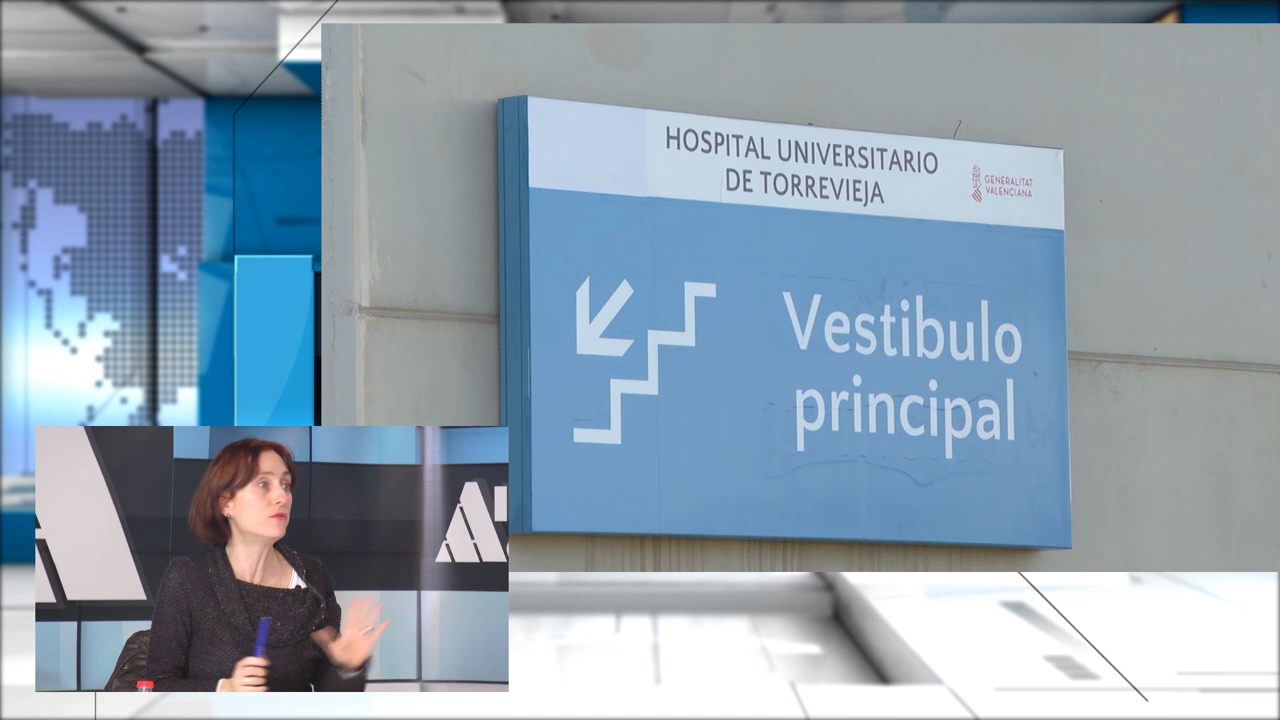 HOSPITAL UNIVERSITARIO
DE TORREVIEJA
GENERALITAT
VALENCIANA
Vestibulo
principal